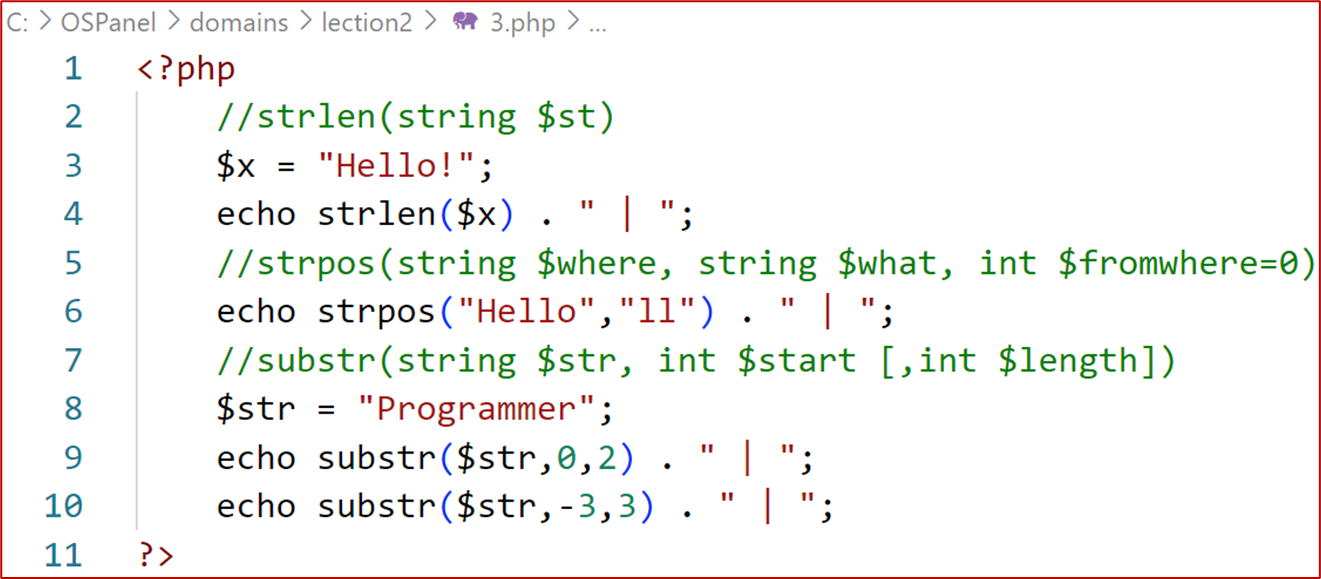 C: > OSPanel > domains > lection2 > 3.php > ...
1 <?php
2 //strlen(string $st)
3 $x = "Hello!";
4 echo strlen($x) . " | ";
5 //strpos(string $where, string $what, int $fromwhere=0)
6 echo strpos("Hello","ll") . " | ";
7 //substr(string $str, int $start [,int $length])
8 $str = "Programmer";
9 echo substr($str,0,2) . " | ";
10 echo substr($str,-3,3) . " | ";
11 ?>